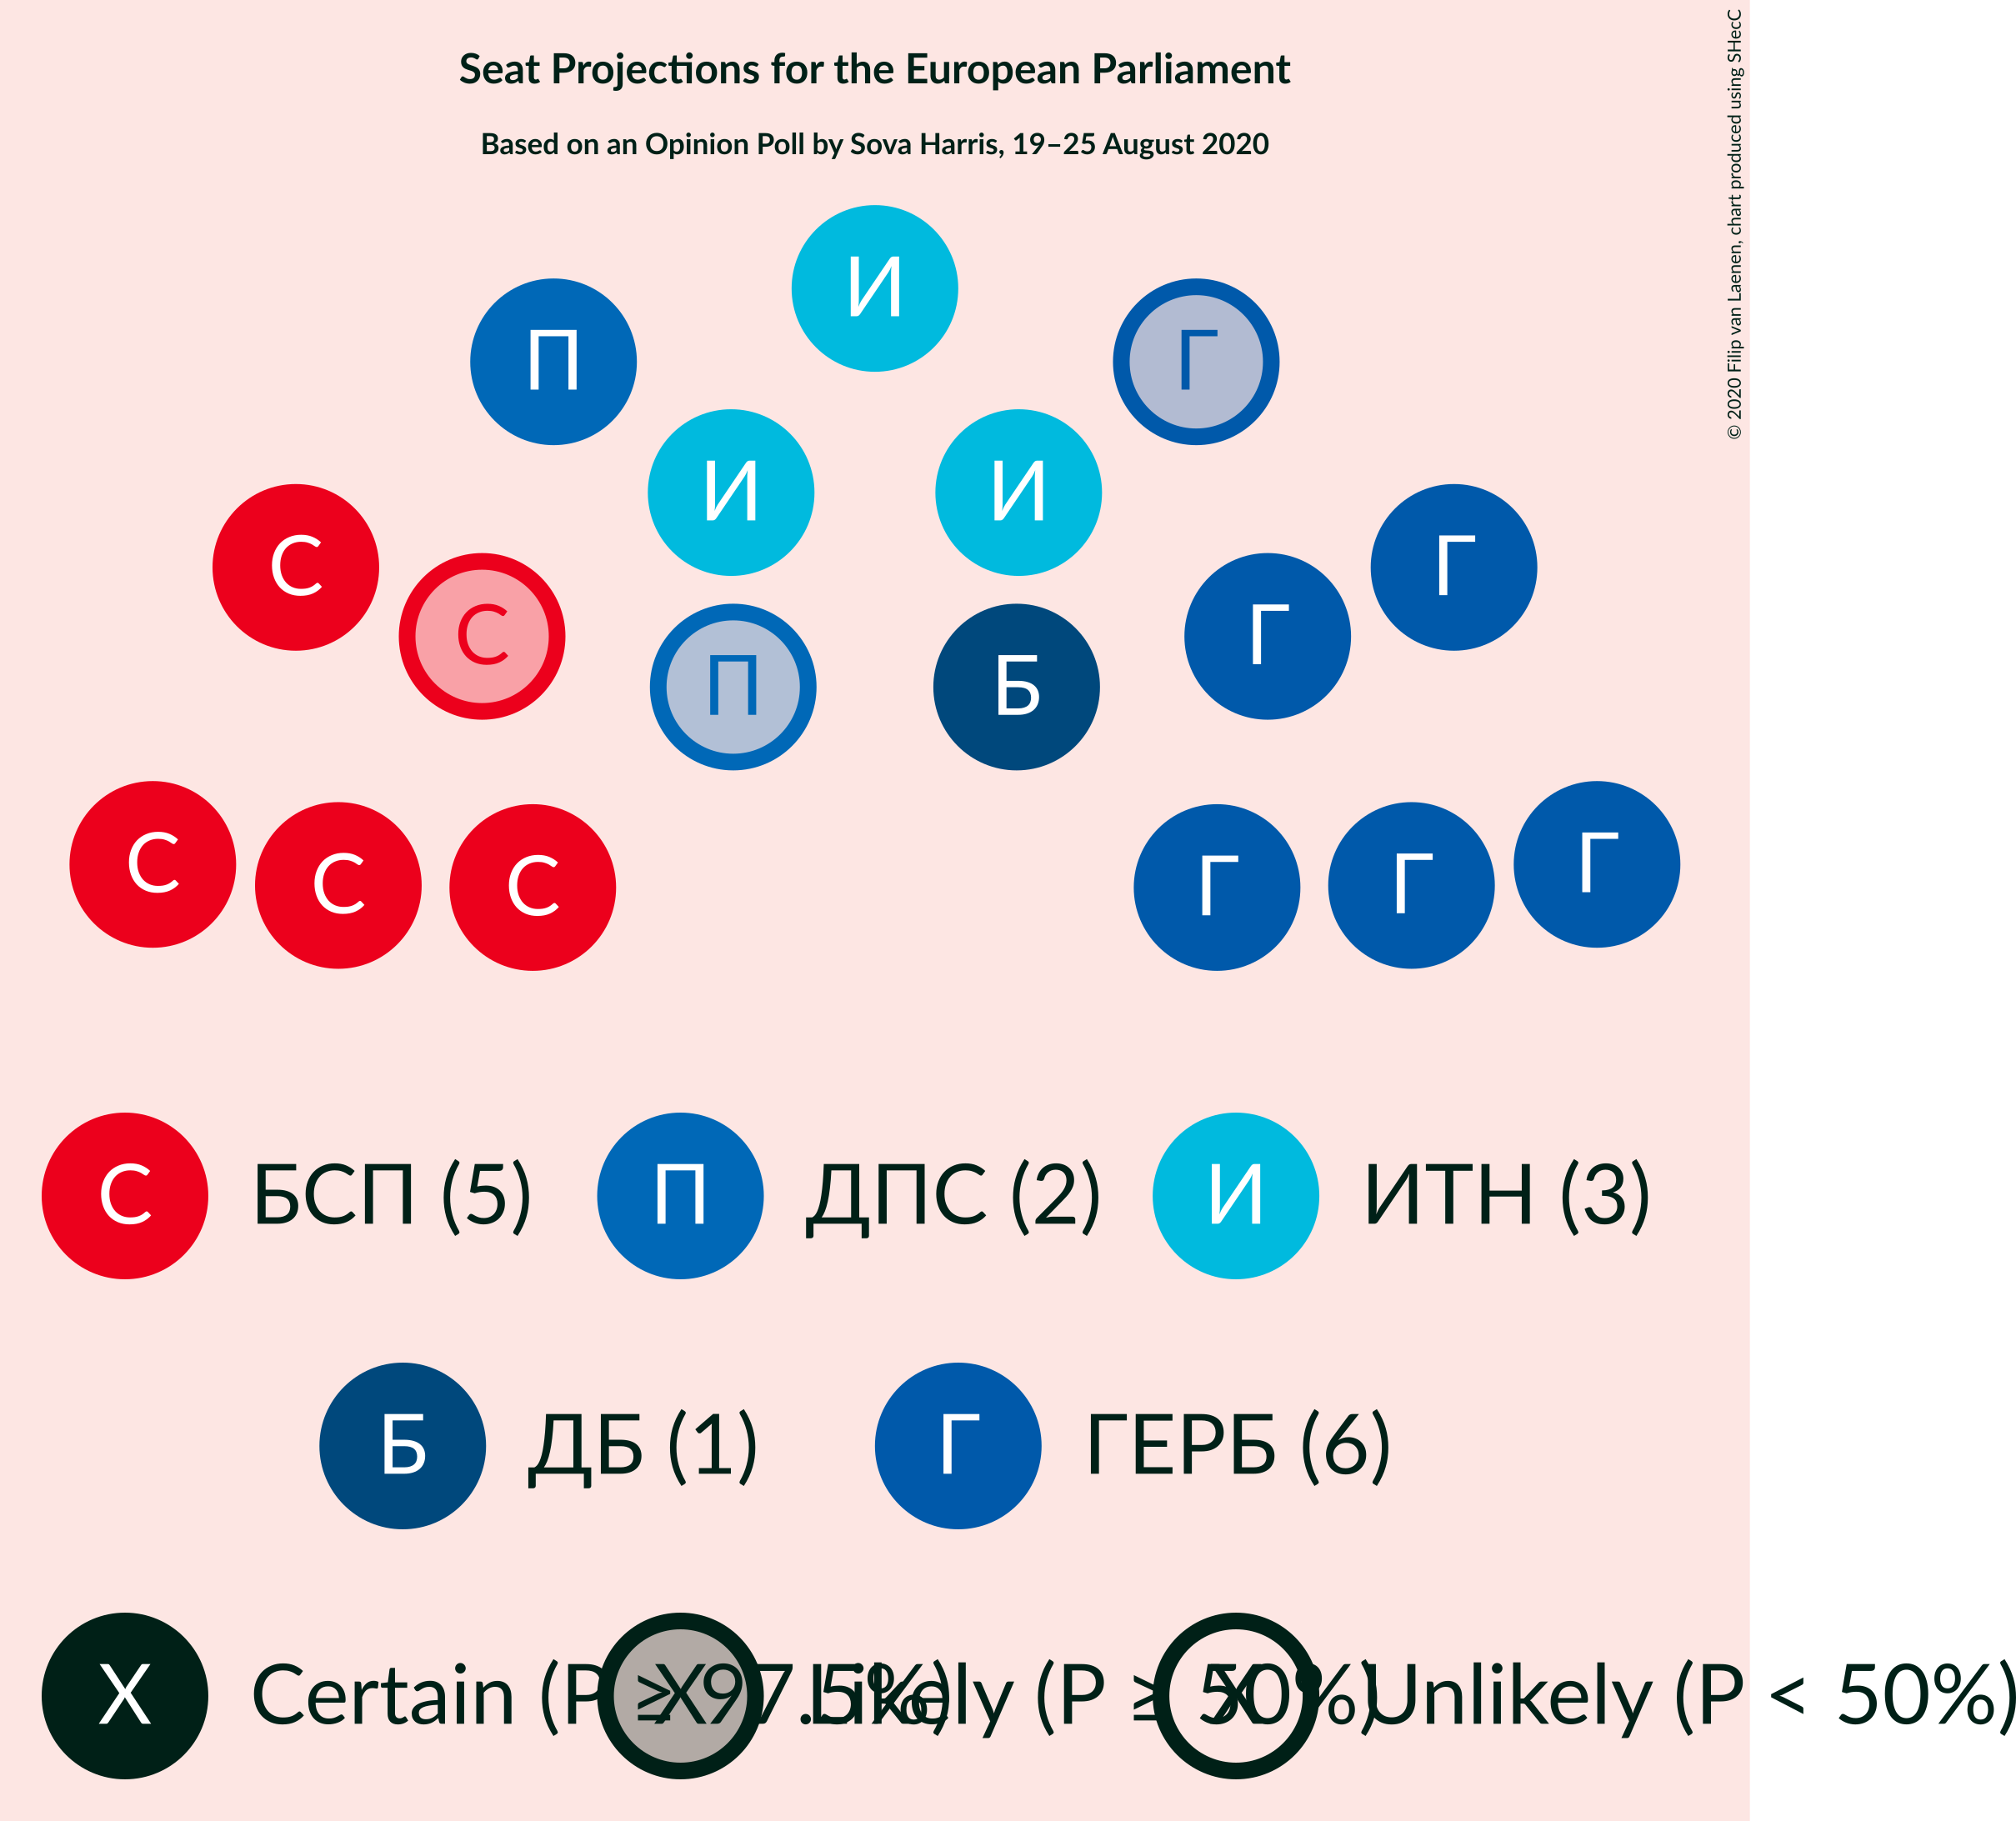 Seat Projections for the European Parliament
Based on an Opinion Poll by Sova Harris, 19–25 August 2020
© 2020 Filip van Laenen, chart produced using SHecC
И
П Г
И И
С Г
С Г
П Б
С С С Г Г Г
С БСП (5) П ДПС (2) И ИТН (3)
Б ДБ (1) Г ГЕРБ (6)
X Certain (P ≥ 97.5%) X Likely (P ≥ 50%) X Unlikely (P < 50%)